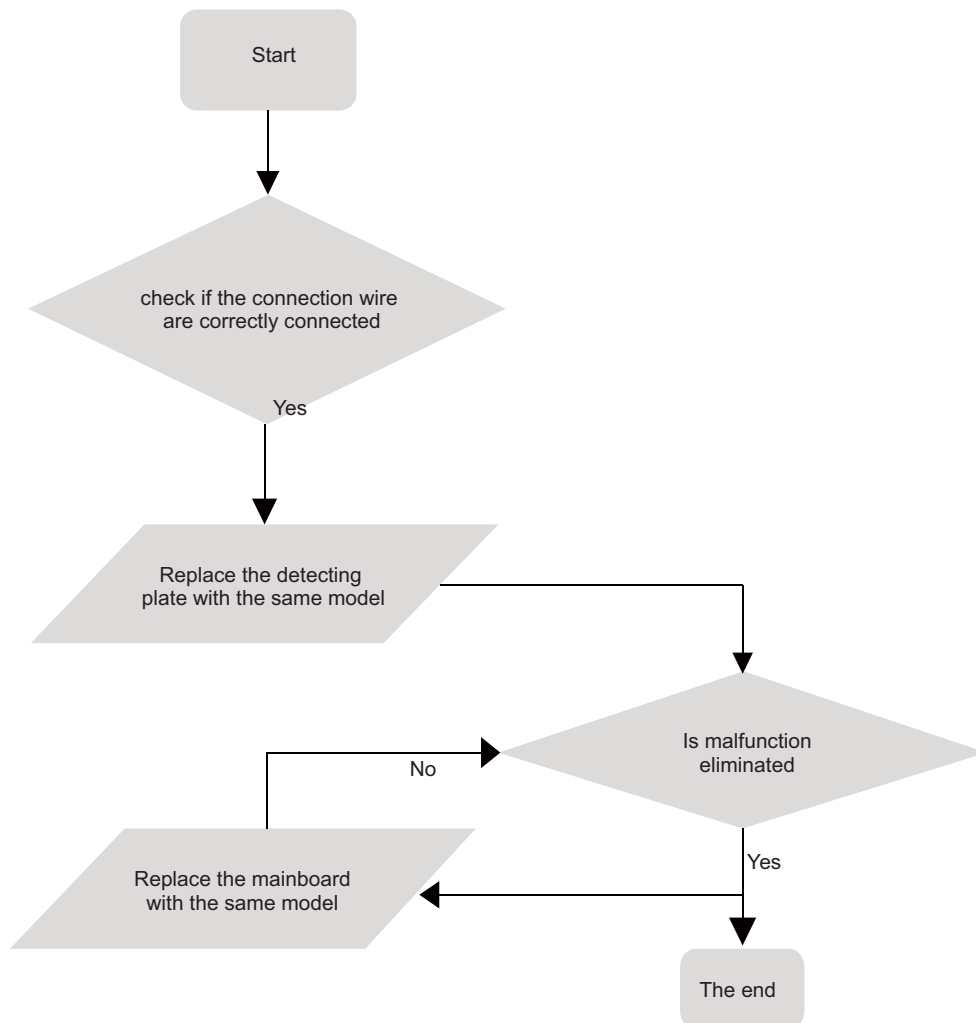 Start
check if the connection wire
are correctly connected
Yes
Replace the detecting
plate with the same model
Is malfunction
eliminated
No
Yes
Replace the mainboard
with the same model
The end